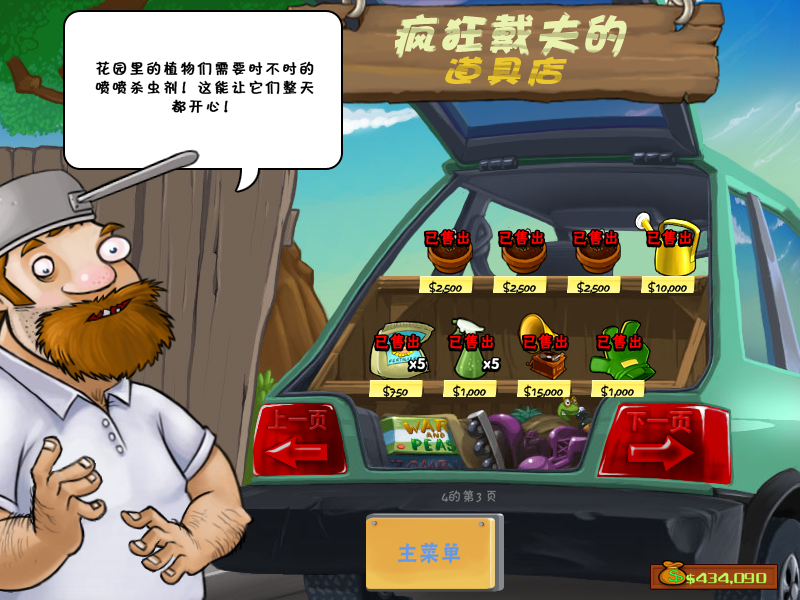 花园里的植物们需要时不时的
喷喷杀虫剂！这能让它们整天
都开心！
疯狂戴夫的
道具店
已售出 已售出 已售出 已售出
$2,500 $2,500 $2,500 $10,000
已售出 已售出 已售出 已售出
×5 ×5
$750 $1,000 $15,000 $1,000
WAR
AND
PEAS
上一页 下一页
4的第3页
主菜单
$434,090